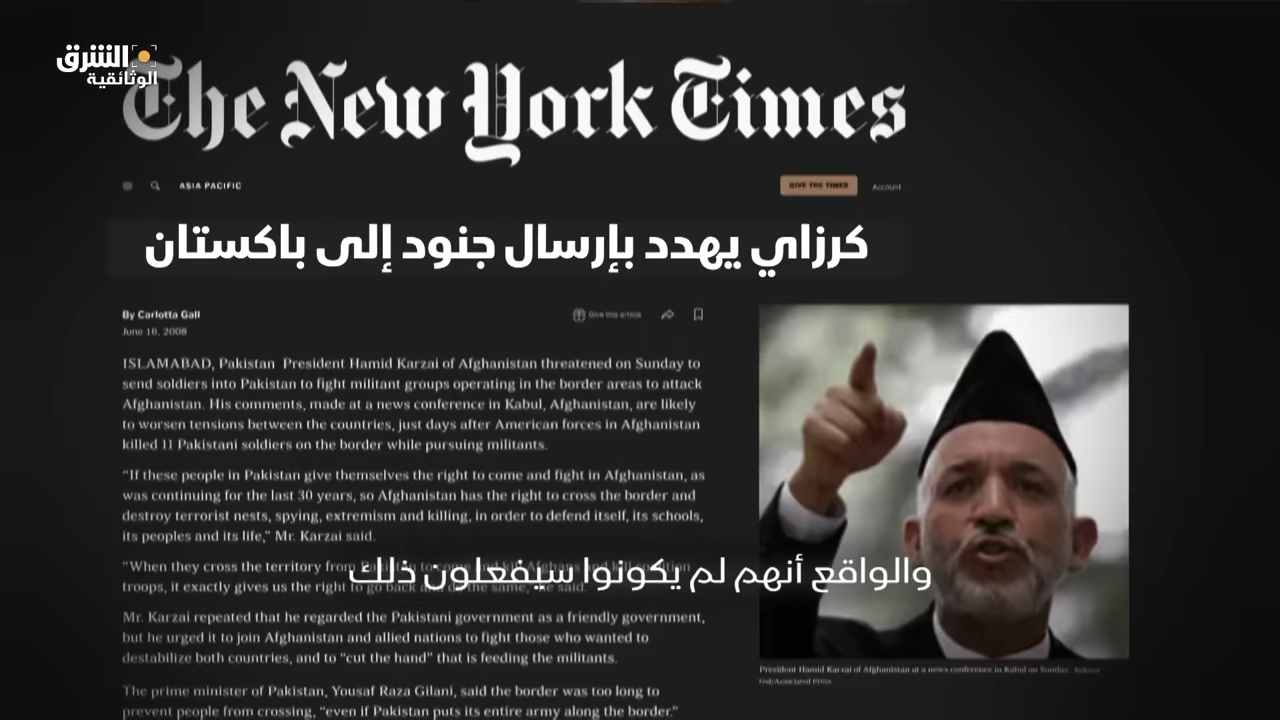 الشرق
الوثائقية
The New York Times
ASIA PACIFIC
GIVE THE TIMES
Account
كرزاي يهدد بإرسال جنود إلى باكستان
By Carlotta Gall
Give this article
June 16, 2008
ISLAMABAD, Pakistan President Hamid Karzai of Afghanistan threatened on Sunday to
send soldiers into Pakistan to fight militant groups operating in the border areas to attack
Afghanistan. His comments, made at a news conference in Kabul, Afghanistan, are likely
to worsen tensions between the countries, just days after American forces in Afghanistan
killed 11 Pakistani soldiers on the border while pursuing militants.
“If these people in Pakistan give themselves the right to come and fight in Afghanistan, as
was continuing for the last 30 years, so Afghanistan has the right to cross the border and
destroy terrorist nests, spying, extremism and killing, in order to defend itself, its schools,
its peoples and its life,” Mr. Karzai said.
“When they cross the territory from
troops, it exactly gives us the right to go back and do the same,” he said.
والواقع أنهم لم يكونوا سيفعلون ذلك
Mr. Karzai repeated that he regarded the Pakistani government as a friendly government,
but he urged it to join Afghanistan and allied nations to fight those who wanted to
destabilize both countries, and to “cut the hand” that is feeding the militants.
The prime minister of Pakistan, Yousaf Raza Gilani, said the border was too long to
prevent people from crossing, “even if Pakistan puts its entire army along the border.”
President Hamid Karzai of Afghanistan at a news conference in Kabul on Sunday.
Gul/Associated Press